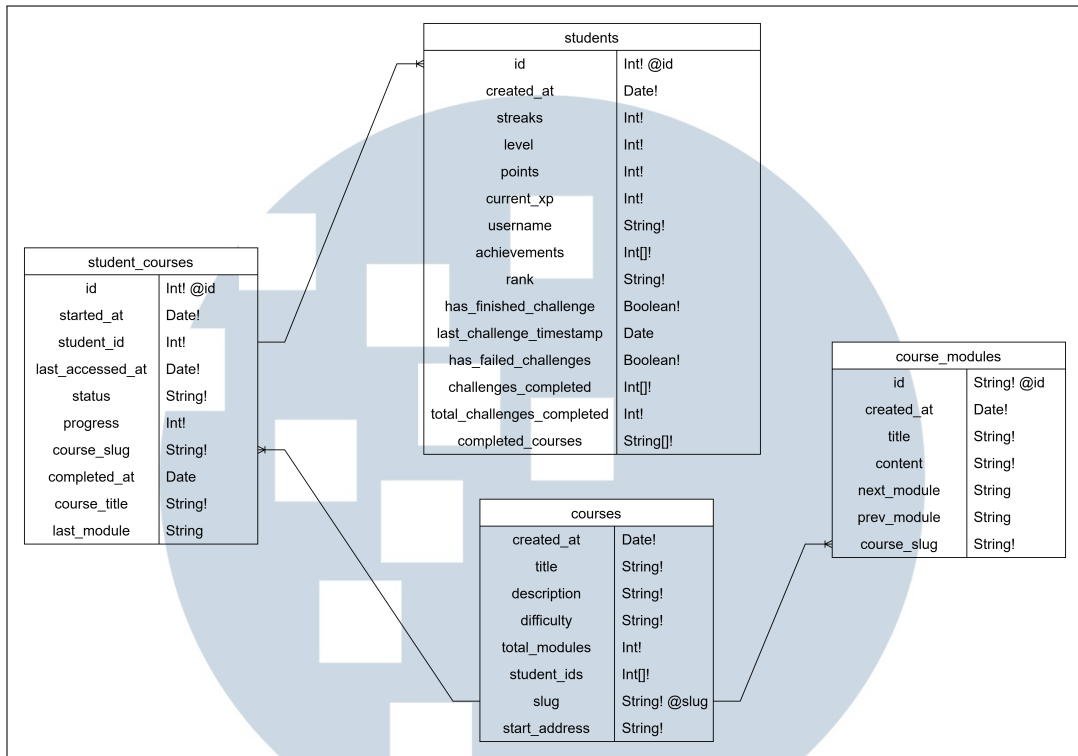 students
id Int! @id
created_at Date!
streaks Int!
level Int!
points Int!
current_xp Int!
username String!
achievements Int[]!
rank String!
has_finished_challenge Boolean!
last_challenge_timestamp Date
has_failed_challenges Boolean!
challenges_completed Int[]!
total_challenges_completed Int!
completed_courses String[]!
student_courses
id Int! @id
started_at Date!
student_id Int!
last_accessed_at Date!
status String!
progress Int!
course_slug String!
completed_at Date
course_title String!
last_module String
course_modules
id String! @id
created_at Date!
title String!
content String!
next_module String
prev_module String
course_slug String!
courses
created_at Date!
title String!
description String!
difficulty String!
total_modules Int!
student_ids Int[]!
slug String! @slug
start_address String!